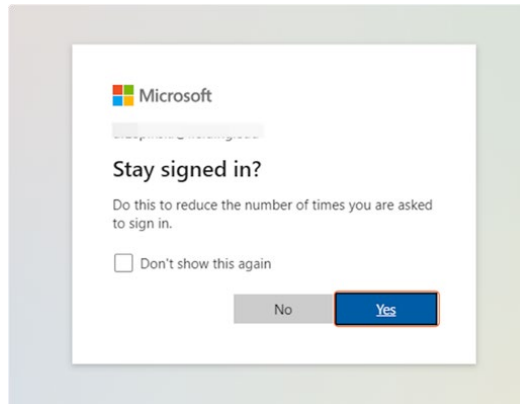 Microsoft
Stay signed in?
Do this to reduce the number of times you are asked
to sign in.
Don't show this again
No
Yes